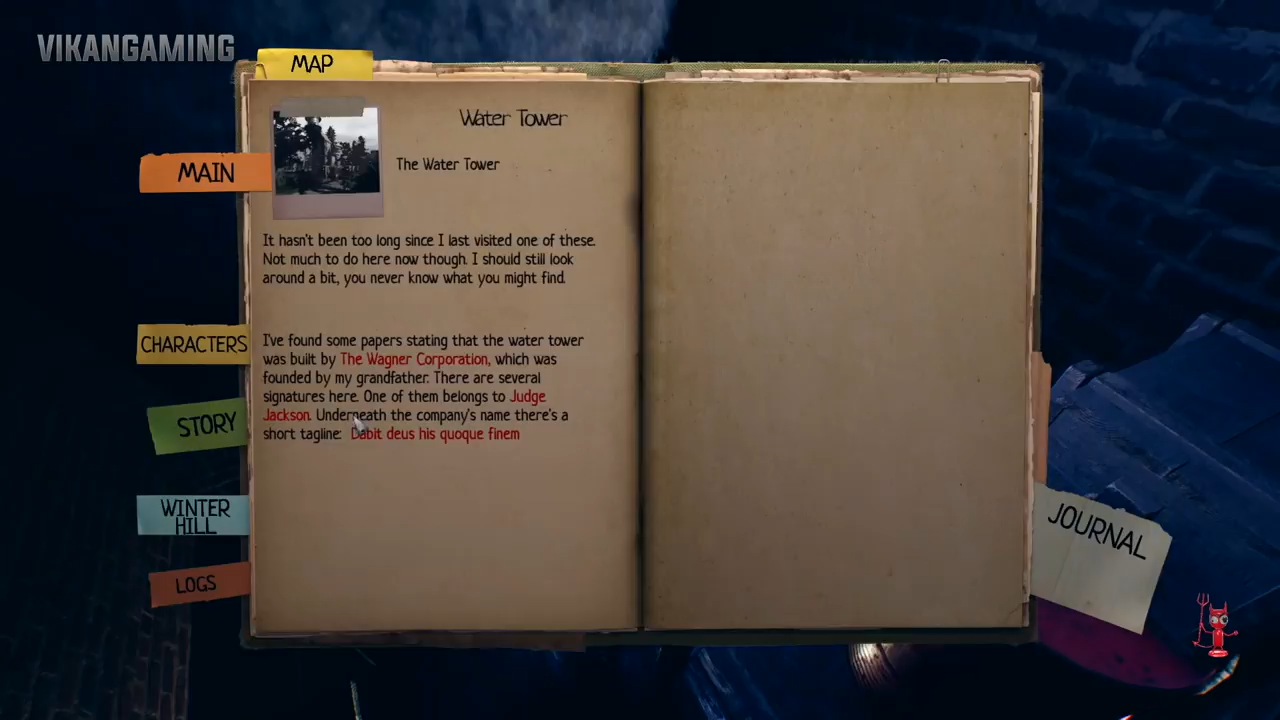 VIKANGAMING
MAP
Water Tower
The Water Tower
MAIN
It hasn't been too long since I last visited one of these.
Not much to do here now though. I should still look
around a bit, you never know what you might find.
CHARACTERS
I've found some papers stating that the water tower
was built by The Wagner Corporation, which was
founded by my grandfather. There are several
signatures here. One of them belongs to Judge
Jackson. Underneath the company's name there's a
short tagline: Dabit deus his quoque finem
STORY
WINTER
HILL
LOGS
JOURNAL